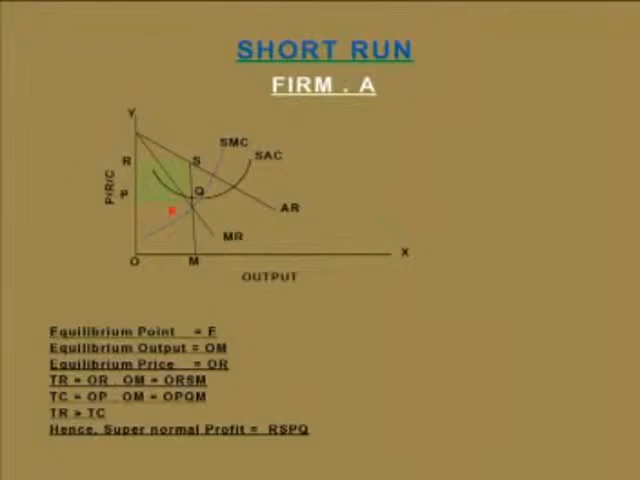 SHORT RUN
FIRM . A
Y
SMC
SAC
R
S
P/R/C
P
Q
E
AR
MR
O
M
X
OUTPUT
Equilibrium Point = E
Equilibrium Output = OM
Equilibrium Price = OR
TR = OR . OM = ORSM
TC = OP . OM = OPQM
TR > TC
Hence, Super normal Profit = RSPQ